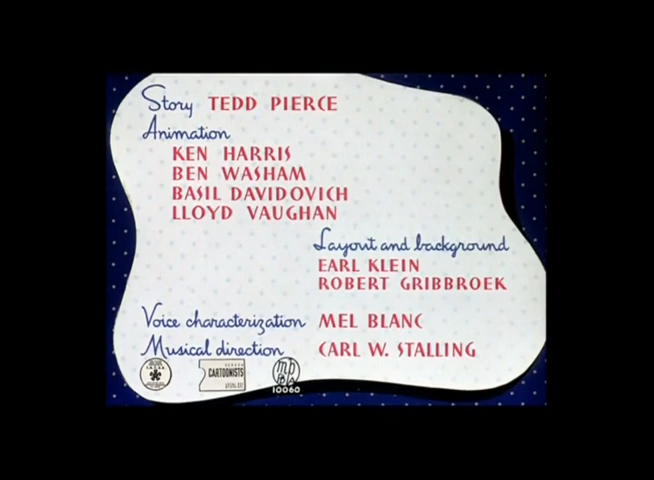 Story TEDD PIERCE
Animation
KEN HARRIS
BEN WASHAM
BASIL DAVIDOVICH
LLOYD VAUGHAN
Layout and background
EARL KLEIN
ROBERT GRIBBROEK
Voice characterization MEL BLANC
Musical direction CARL W. STALLING
CARTOONISTS
10060